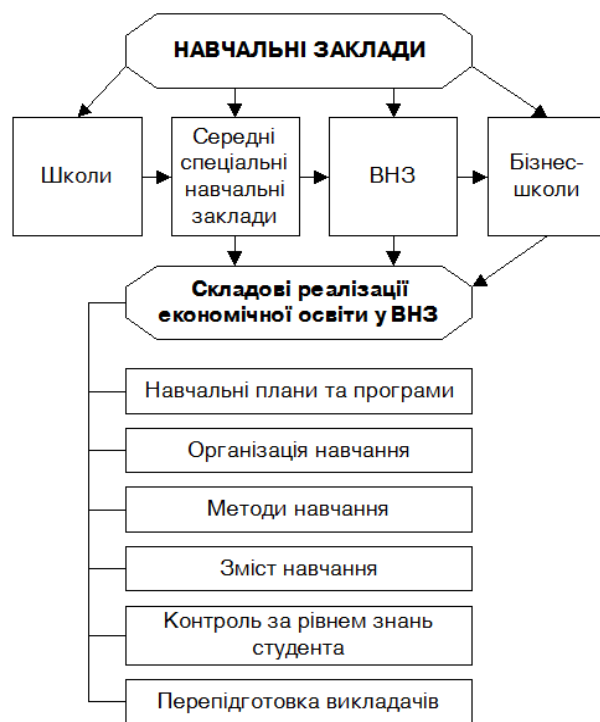 НАВЧАЛЬНІ ЗАКЛАДИ
Школи
Середні
спеціальні
навчальні
заклади
ВНЗ
Бізнес-
школи
Складові реалізації
економічної освіти у ВНЗ
Навчальні плани та програми
Організація навчання
Методи навчання
Зміст навчання
Контроль за рівнем знань
студента
Перепідготовка викладачів